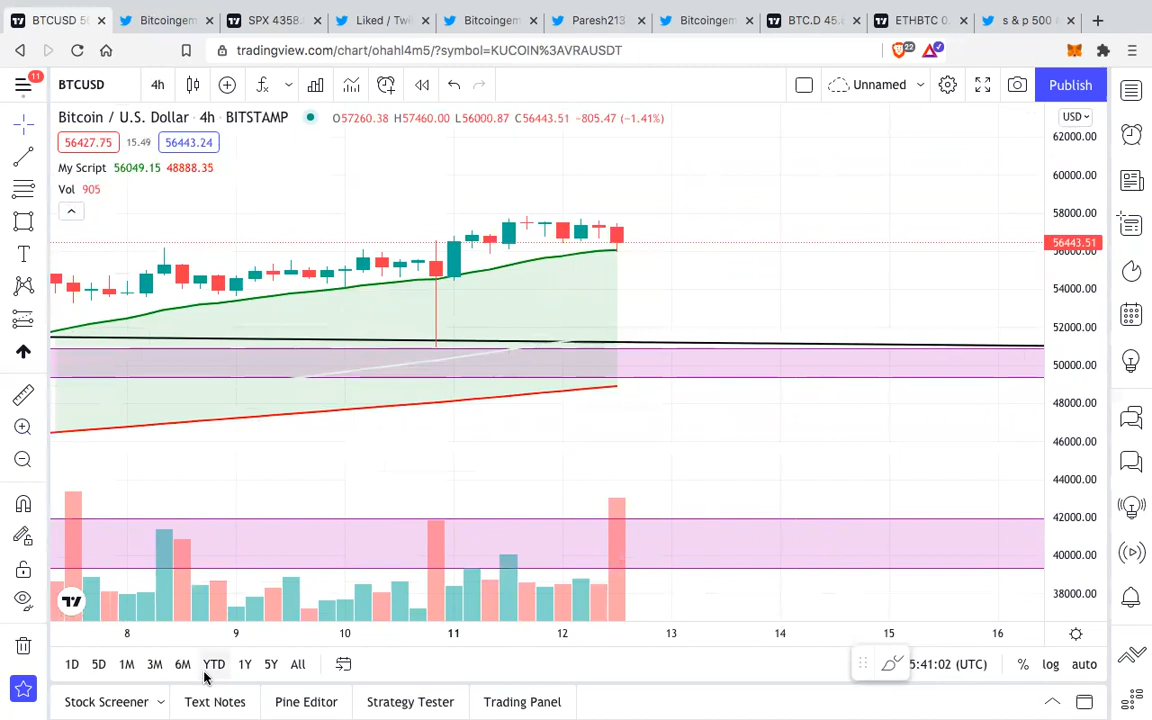 BTCUSD 5
Bitcoingem
SPX 4358.
Liked / Tw
Bitcoingem
Paresh213
Bitcoingem
BTC.D 45.
ETHBTC 0.
s & p 500
tradingview.com/chart/ohahl4m5/?symbol=KUCOIN%3AVRAUSDT
22
11
BTCUSD
4h
Unnamed
Publish
Bitcoin / U.S. Dollar · 4h · BITSTAMP
O57260.38 H57460.00 L56000.87 C56443.51 −805.47 (−1.41%)
USD
56427.75 15.49 56443.24
My Script 56049.15 48888.35
Vol 905
62000.00
60000.00
58000.00
56443.51
56000.00
54000.00
52000.00
50000.00
48000.00
46000.00
44000.00
42000.00
40000.00
38000.00
8 9 10 11 12 13 14 15 16
1D 5D 1M 3M 6M YTD 1Y 5Y All
5:41:02 (UTC) % log auto
Stock Screener Text Notes Pine Editor Strategy Tester Trading Panel